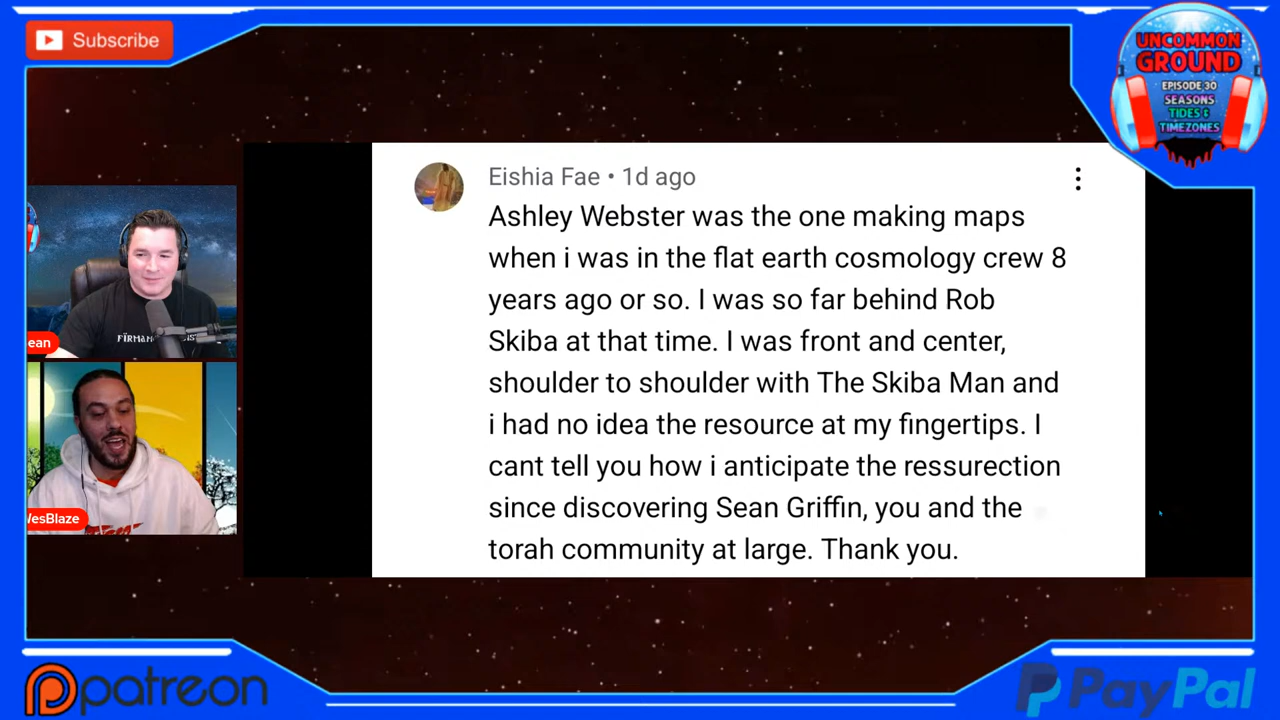 Subscribe
UNCOMMON
GROUND
EPISODE 30
SEASONS
TIDES &
TIMEZONES
Eishia Fae • 1d ago
Ashley Webster was the one making maps
when i was in the flat earth cosmology crew 8
years ago or so. I was so far behind Rob
Skiba at that time. I was front and center,
shoulder to shoulder with The Skiba Man and
i had no idea the resource at my fingertips. I
cant tell you how i anticipate the ressurection
since discovering Sean Griffin, you and the
torah community at large. Thank you.
ean
WesBlaze
patreon
PayPal